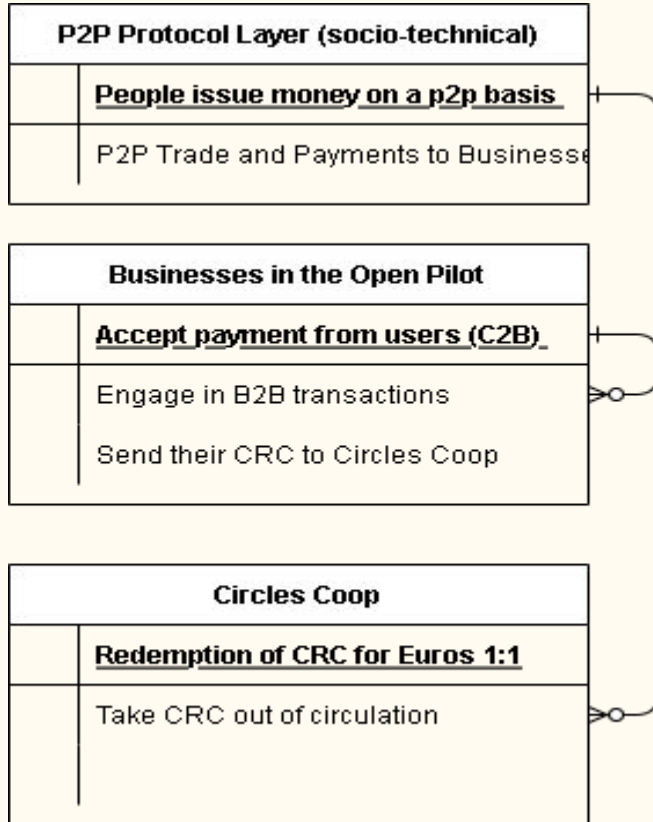 P2P Protocol Layer (socio-technical)
People issue money on a p2p basis
P2P Trade and Payments to Businesse
Businesses in the Open Pilot
Accept payment from users (C2B)
Engage in B2B transactions
Send their CRC to Circles Coop
Circles Coop
Redemption of CRC for Euros 1:1
Take CRC out of circulation